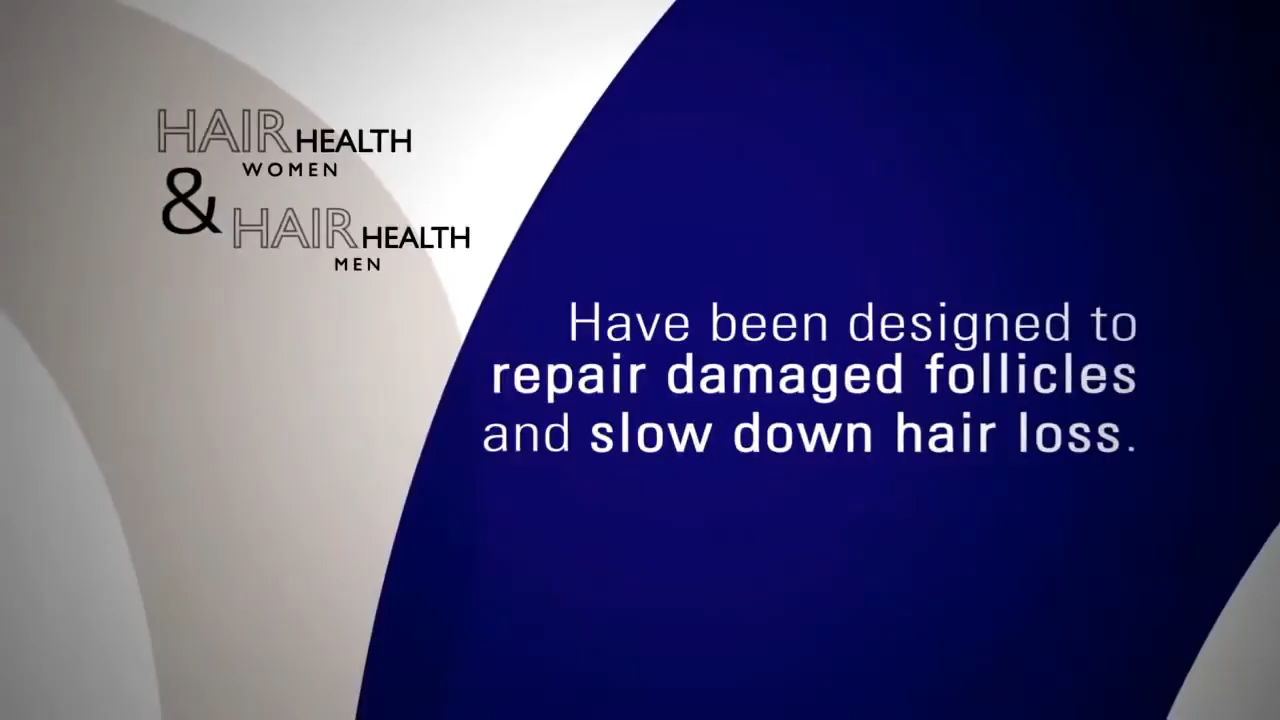 HAIR HEALTH
WOMEN
&
HAIR HEALTH
MEN
Have been designed to
repair damaged follicles
and slow down hair loss.